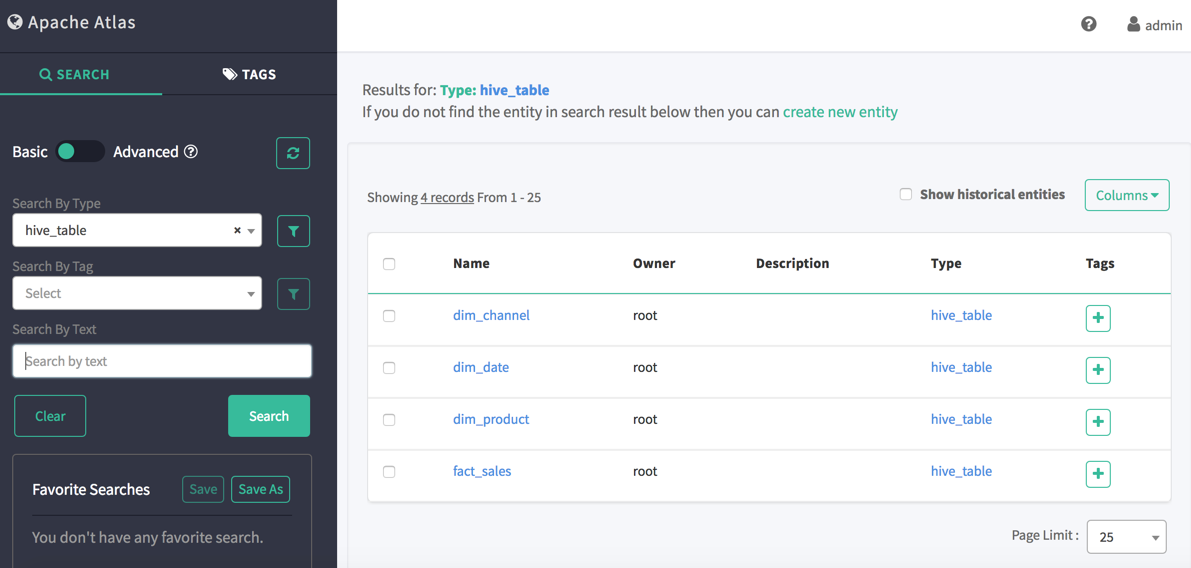 Apache Atlas
admin
SEARCH
TAGS
Basic
Advanced
Search By Type
hive_table
×
Search By Tag
Select
Search By Text
Search by text
Clear
Search
Favorite Searches
Save
Save As
You don't have any favorite search.
Results for: Type: hive_table
If you do not find the entity in search result below then you can create new entity
Showing 4 records From 1 - 25
Show historical entities
Columns
Name Owner Description Type Tags
dim_channel root hive_table +
dim_date root hive_table +
dim_product root hive_table +
fact_sales root hive_table +
Page Limit : 25